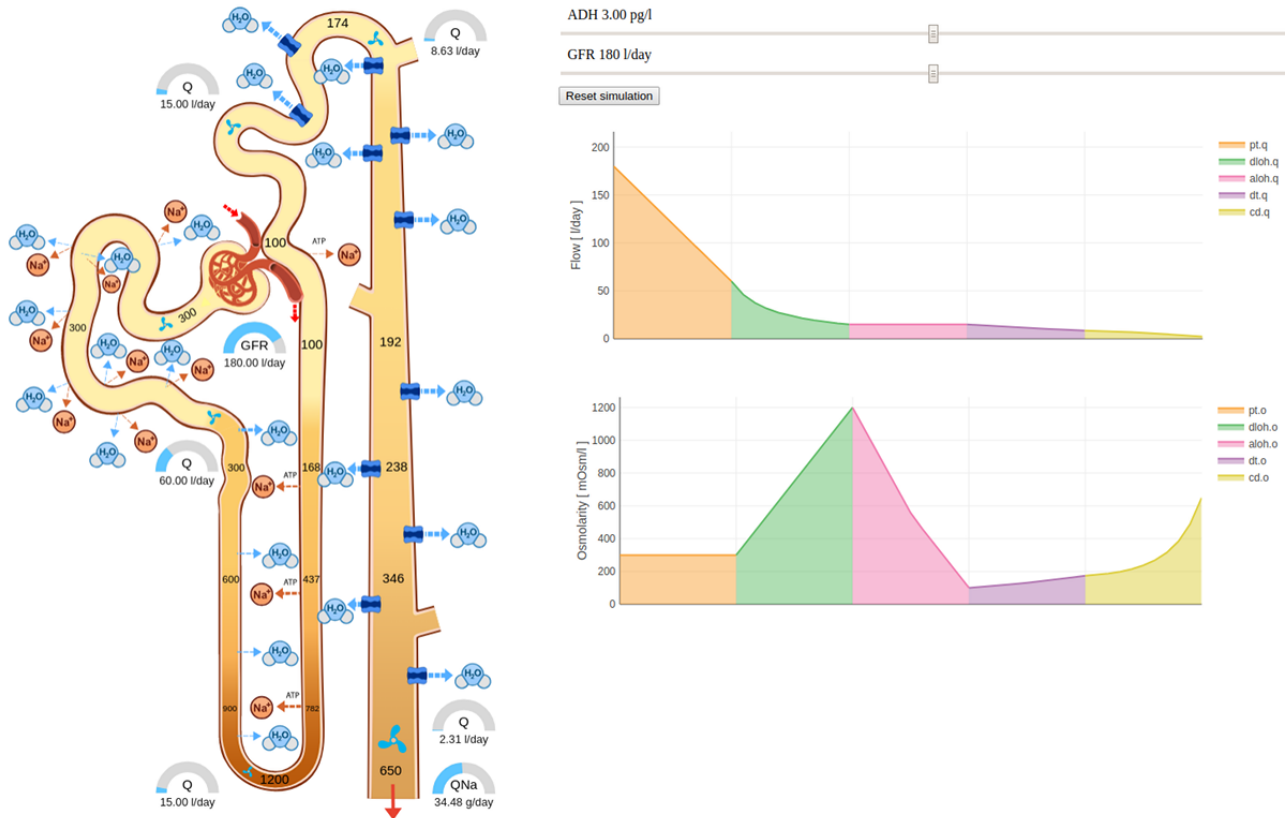 174
Q
8.63 l/day
H₂O
Q
15.00 l/day
H₂O
H₂O
H₂O
H₂O
H₂O
Na⁺
H₂O
H₂O
Na⁺
H₂O
Na⁺
100
ATP
Na⁺
300
300
H₂O
Na⁺
H₂O
Na⁺
H₂O
Na⁺
GFR
180.00 l/day
100
192
H₂O
Na⁺
H₂O
Na⁺
H₂O
H₂O
Q
60.00 l/day
300
168
ATP
Na⁺
H₂O
238
H₂O
H₂O
H₂O
600
437
ATP
Na⁺
346
H₂O
H₂O
H₂O
900
782
ATP
Na⁺
H₂O
Q
2.31 l/day
1200
650
Q
15.00 l/day
QNa
34.48 g/day
ADH 3.00 pg/l
GFR 180 l/day
Reset simulation
Flow [ l/day]
200
150
100
50
0
pt.q
dloh.q
aloh.q
dt.q
cd.q
Osmolarity [ mOsm/l ]
1200
1000
800
600
400
200
0
pt.o
dloh.o
aloh.o
dt.o
cd.o